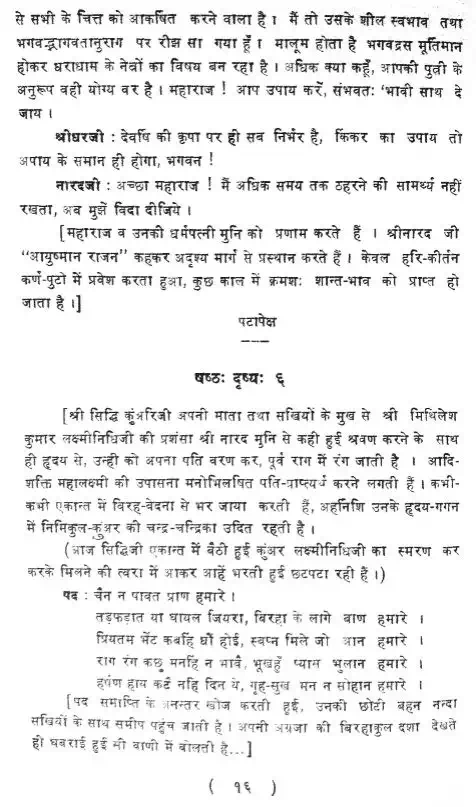 से सभी के चित्त को आकर्षित करने वाला है। मैं तो उसके शील स्वभाव तथा
भगवद्भागवतानुराग पर रीझ सा गया हूँ। मालूम होता है भगवद्रस मूर्तिमान
होकर धराधाम के नेत्रों का विषय बन रहा है। अधिक क्या कहूँ, आपकी पुत्री के
अनुरूप वही योग्य वर है। महाराज ! आप उपाय करें, संभवतः 'भावी साथ दे
जाय।
श्रीधरजी : देवर्षि की कृपा पर ही सब निर्भर है, किंकर का उपाय तो
अपाय के समान ही होगा, भगवन !
नारदजी : अच्छा महाराज ! मैं अधिक समय तक ठहरने की सामर्थ्य नहीं
रखता, अब मुझे विदा दीजिये।
[महाराज व उनकी धर्मपत्नी मुनि को प्रणाम करते हैं। श्रीनारद जी
"आयुष्मान राजन" कहकर अदृश्य मार्ग से प्रस्थान करते हैं। केवल हरि-कीर्तन
कर्ण-पुटों में प्रवेश करता हुआ, कुछ काल में क्रमशः शान्त-भाव को प्राप्त हो
जाता है।]
पटापेक्ष
षष्ठः दृष्यः ६
[श्री सिद्धि कुंअरिजी अपनी माता तथा सखियों के मुख से श्री मिथिलेश
कुमार लक्ष्मीनिधिजी की प्रशंसा श्री नारद मुनि से कही हुई श्रवण करने के साथ
ही हृदय से, उन्ही को अपना पति वरण कर, पूर्व राग में रंग जाती है। आदि-
शक्ति महालक्ष्मी की उपासना मनोभिलषित पति-प्राप्त्यर्थ करने लगती हैं। कभी-
कभी एकान्त में विरह-वेदना से भर जाया करती हैं, अहर्निशि उनके हृदय-गगन
में निमिकुल-कुंअर की चन्द्र-चन्द्रिका उदित रहती है।
(आज सिद्धिजी एकान्त में बैठी हुई कुंअर लक्ष्मीनिधिजी का स्मरण कर
करके मिलने की त्वरा में आकर आहें भरती हुई छटपटा रही हैं।)
पद : चैन न पावत प्राण हमारे।
तड़फड़ात या घायल जियरा, बिरहा के लागे बाण हमारे।
प्रियतम भेंट कबहि धौं होई, स्वप्न मिले जो आन हमारे।
राग रंग कछु मनहिं न भावै, भूखहुँ प्यास भुलान हमारे।
हर्षण हाय कटै नहि दिन ये, गृह-सुख मन न सोहान हमारे।
[पद समाप्ति के अनन्तर खोज करती हुई, उनकी छोटी बहन नन्दा
सखियों के साथ समीप पहुंच जाती है। अपनी अग्रजा की बिरहाकुल दशा देखते
ही घबराई हुई सी वाणी में बोलती है...]
( १६ )